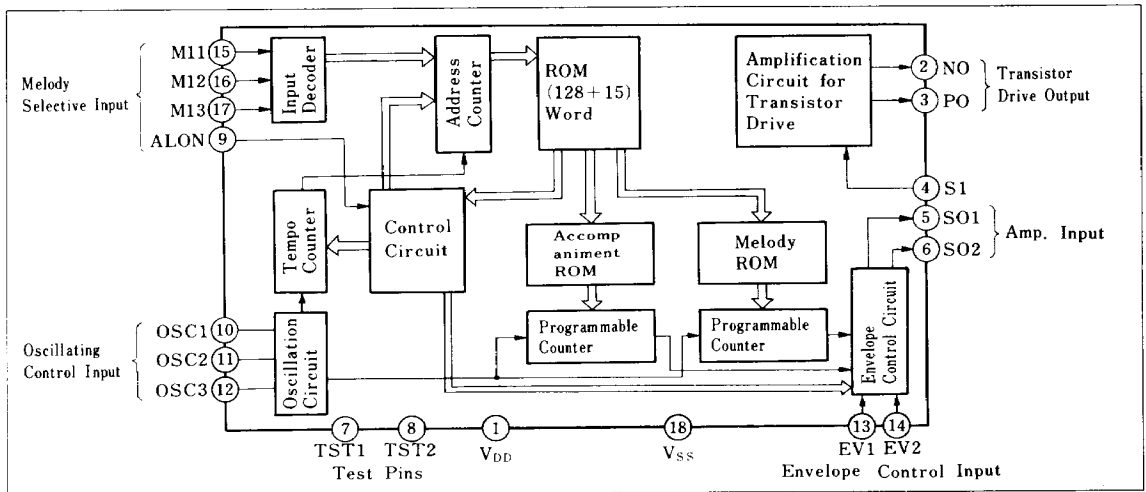 Melody
Selective Input
M11 15
M12 16
M13 17
ALON 9
Input
Decoder
Address
Counter
ROM
(128+15)
Word
Amplification
Circuit for
Transistor
Drive
2 NO
3 PO
Transistor
Drive Output
4 S1
5 SO1
6 SO2
Amp. Input
Tempo
Counter
Control
Circuit
Accomp
animent
ROM
Melody
ROM
Oscillating
Control Input
OSC1 10
OSC2 11
OSC3 12
Oscillation
Circuit
Programmable
Counter
Programmable
Counter
Envelope
Control Circuit
7 8 1 18 13 14
TST1 TST2 VDD VSS EV1 EV2
Test Pins
Envelope Control Input